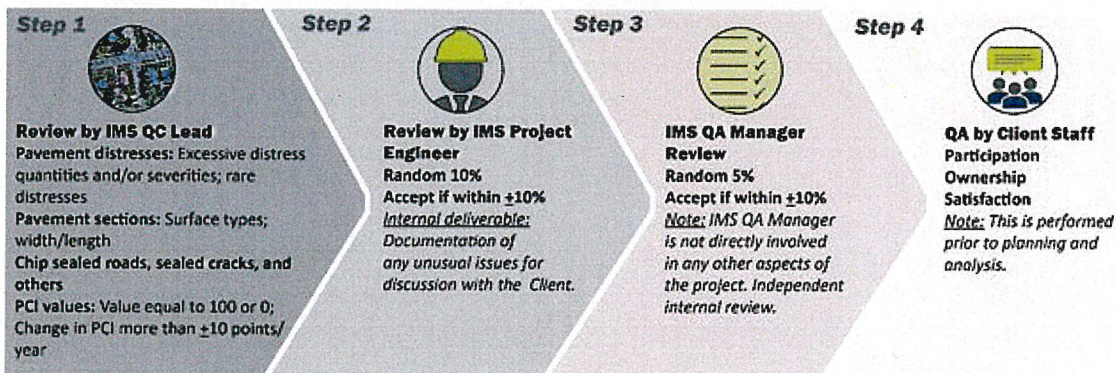 Step 1
Review by IMS QC Lead
Pavement distresses: Excessive distress
quantities and/or severities; rare
distresses
Pavement sections: Surface types;
width/length
Chip sealed roads, sealed cracks, and
others
PCI values: Value equal to 100 or 0;
Change in PCI more than ±10 points/
year
Step 2
Review by IMS Project
Engineer
Random 10%
Accept if within ±10%
Internal deliverable:
Documentation of
any unusual issues for
discussion with the Client.
Step 3
IMS QA Manager
Review
Random 5%
Accept if within ±10%
Note: IMS QA Manager
is not directly involved
in any other aspects of
the project. Independent
internal review.
Step 4
QA by Client Staff
Participation
Ownership
Satisfaction
Note: This is performed
prior to planning and
analysis.